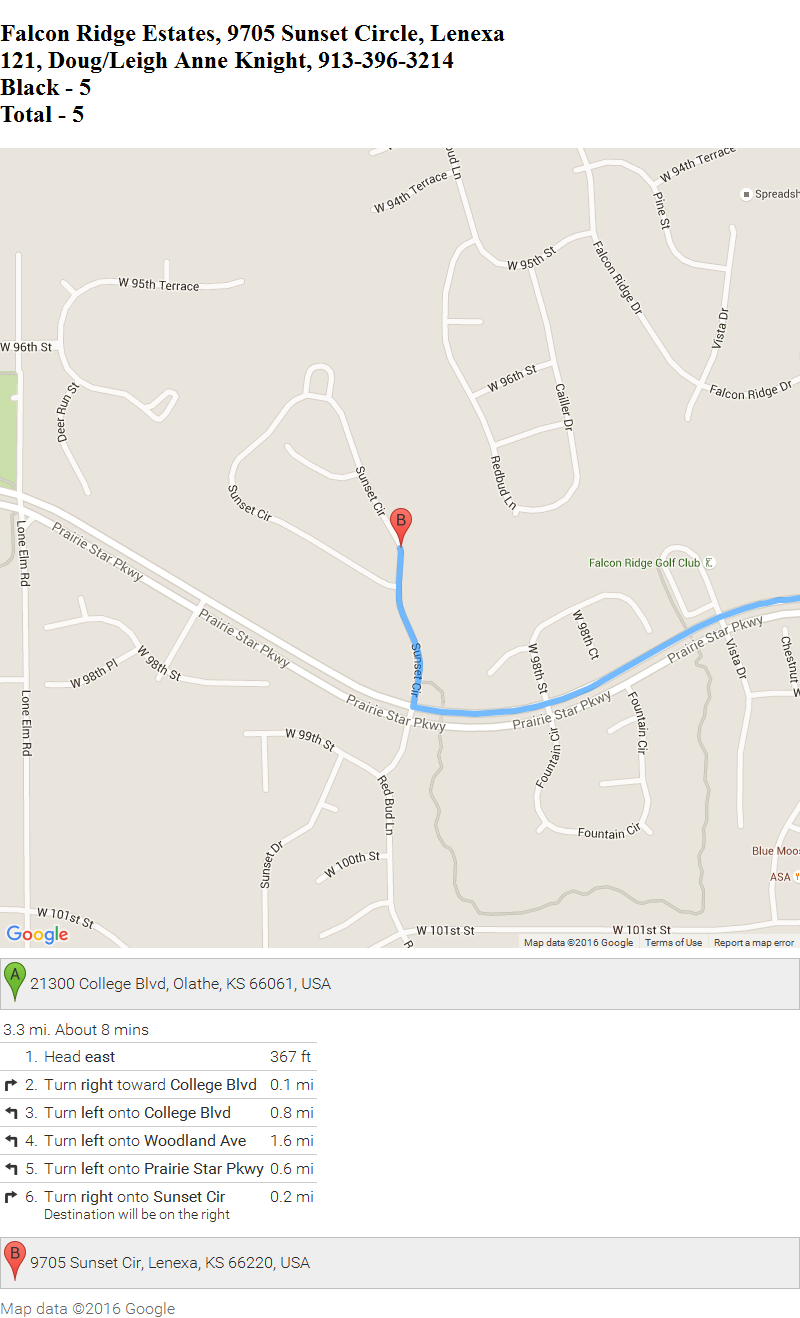 Falcon Ridge Estates, 9705 Sunset Circle, Lenexa
121, Doug/Leigh Anne Knight, 913-396-3214
Black - 5
Total - 5
oud Ln
W 94th Terrace
W 94th Terrace
Pine St
Spreadsh
W 95th St
Falcon Ridge Dr
W 95th Terrace
Vista Dr
W 96th St
W 96th St
Cailler Dr
Falcon Ridge Dr
Deer Run St
Redbud Ln
Sunset Cir
Sunset Cir
B
Lone Elm Rd
Prairie Star Pkwy
Falcon Ridge Golf Club
Prairie Star Pkwy
W 98th Ct
Prairie Star Pkwy
Vista Dr
Chestnut
W 98th Pl
W 98th St
Sunset Cir
W 98th St
W
Lone Elm Rd
Prairie Star Pkwy
Prairie Star Pkwy
Fountain Cir
Fountain Cir
W 99th St
Red Bud Ln
Fountain Cir
Sunset Dr
W 100th St
Blue Moos
ASA
W 101st St
W 101st St
W 101st St
R
Google
Map data ©2016 Google Terms of Use Report a map error
A 21300 College Blvd, Olathe, KS 66061, USA
3.3 mi. About 8 mins
1. Head east 367 ft
2. Turn right toward College Blvd 0.1 mi
3. Turn left onto College Blvd 0.8 mi
4. Turn left onto Woodland Ave 1.6 mi
5. Turn left onto Prairie Star Pkwy 0.6 mi
6. Turn right onto Sunset Cir 0.2 mi
Destination will be on the right
B 9705 Sunset Cir, Lenexa, KS 66220, USA
Map data ©2016 Google